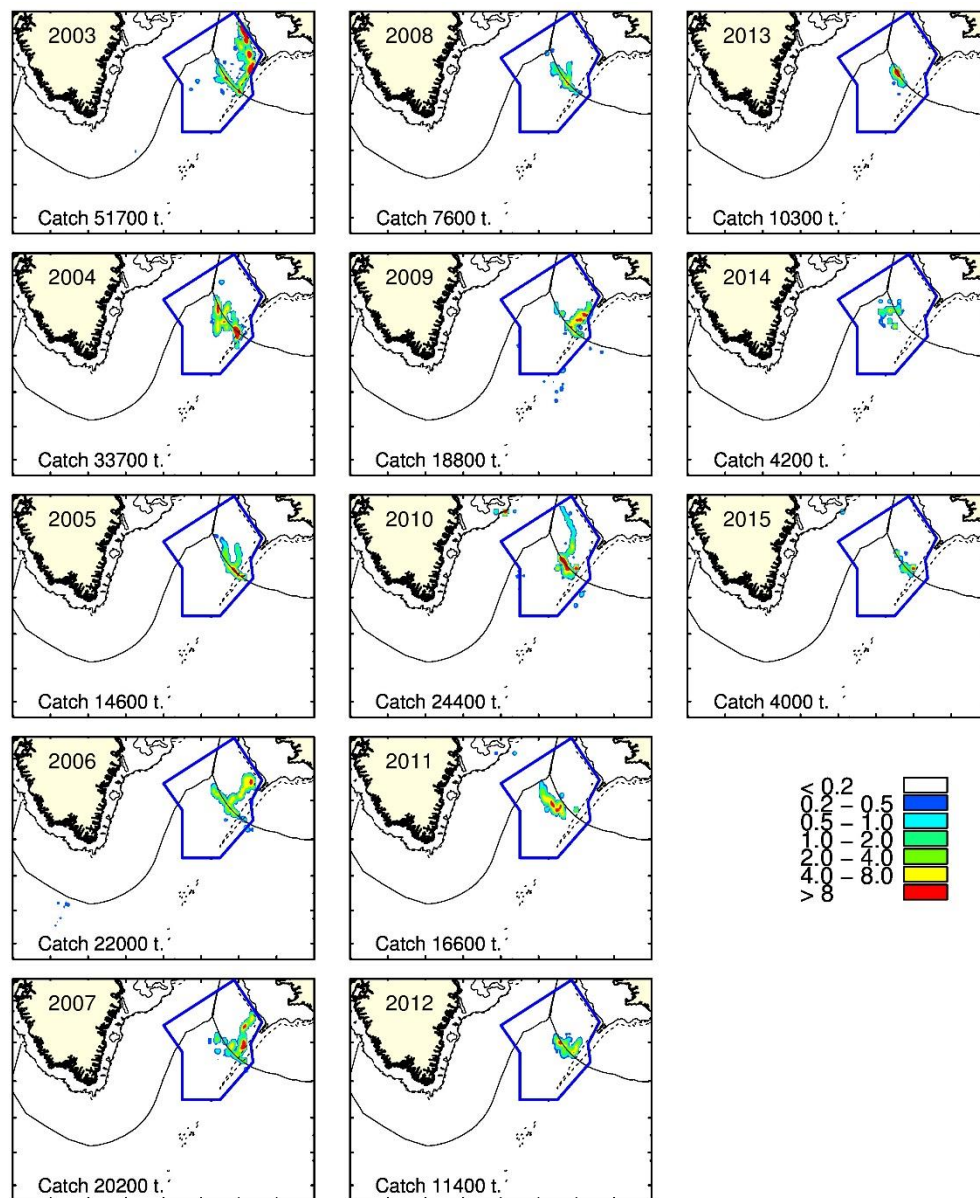 2003
Catch 51700 t.
2004
Catch 33700 t.
2005
Catch 14600 t.
2006
Catch 22000 t.
2007
Catch 20200 t.
2008
Catch 7600 t.
2009
Catch 18800 t.
2010
Catch 24400 t.
2011
Catch 16600 t.
2012
Catch 11400 t.
2013
Catch 10300 t.
2014
Catch 4200 t.
2015
Catch 4000 t.
< 0.2
0.2 – 0.5
0.5 – 1.0
1.0 – 2.0
2.0 – 4.0
4.0 – 8.0
> 8